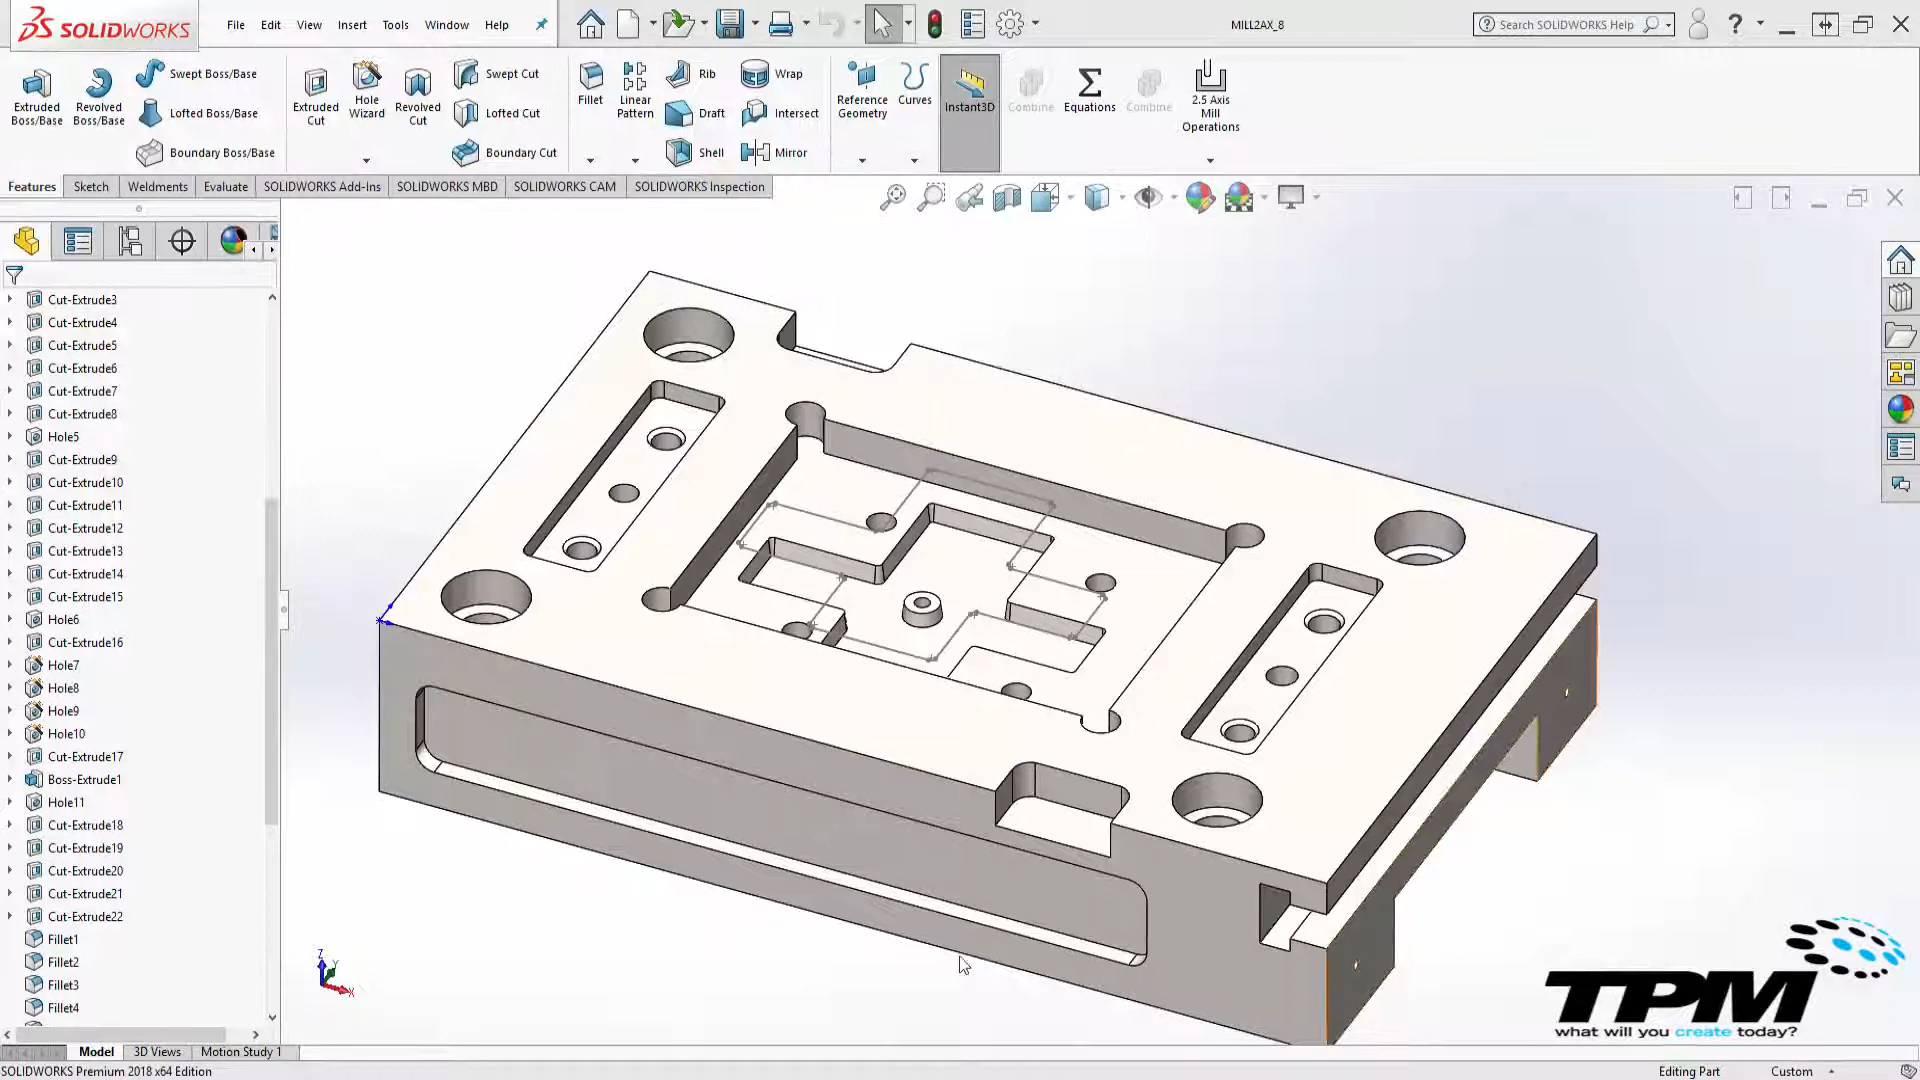 SOLIDWORKS
File Edit View Insert Tools Window Help
MILL2AX_8
Search SOLIDWORKS Help
Extruded Boss/Base
Revolved Boss/Base
Swept Boss/Base
Lofted Boss/Base
Boundary Boss/Base
Extruded Cut
Hole Wizard
Revolved Cut
Swept Cut
Lofted Cut
Boundary Cut
Fillet
Linear Pattern
Rib
Draft
Shell
Wrap
Intersect
Mirror
Reference Geometry
Curves
Instant3D
Combine
Equations
Combine
2.5 Axis Mill Operations
Features Sketch Weldments Evaluate SOLIDWORKS Add-Ins SOLIDWORKS MBD SOLIDWORKS CAM SOLIDWORKS Inspection
Cut-Extrude3
Cut-Extrude4
Cut-Extrude5
Cut-Extrude6
Cut-Extrude7
Cut-Extrude8
Hole5
Cut-Extrude9
Cut-Extrude10
Cut-Extrude11
Cut-Extrude12
Cut-Extrude13
Cut-Extrude14
Cut-Extrude15
Hole6
Cut-Extrude16
Hole7
Hole8
Hole9
Hole10
Cut-Extrude17
Boss-Extrude1
Hole11
Cut-Extrude18
Cut-Extrude19
Cut-Extrude20
Cut-Extrude21
Cut-Extrude22
Fillet1
Fillet2
Fillet3
Fillet4
Z
Y
X
TPM
what will you create today?
Model 3D Views Motion Study 1
SOLIDWORKS Premium 2018 x64 Edition
Editing Part
Custom